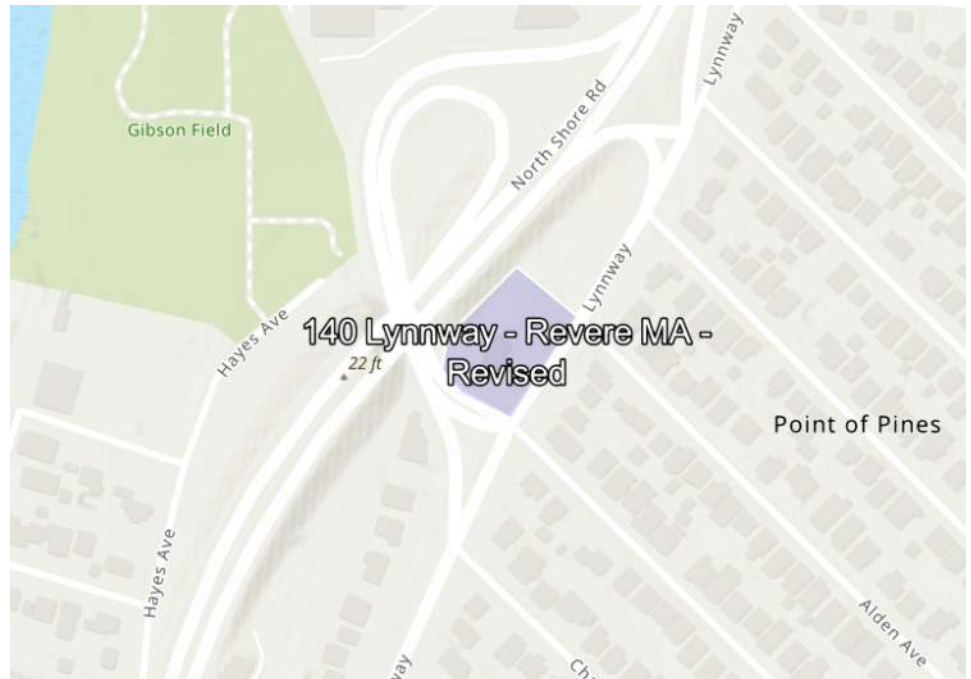 Lynnway
Gibson Field
North Shore Rd
Lynnway
Hayes Ave
140 Lynnway - Revere MA -
Revised
22 ft
Point of Pines
Hayes Ave
Alden Ave